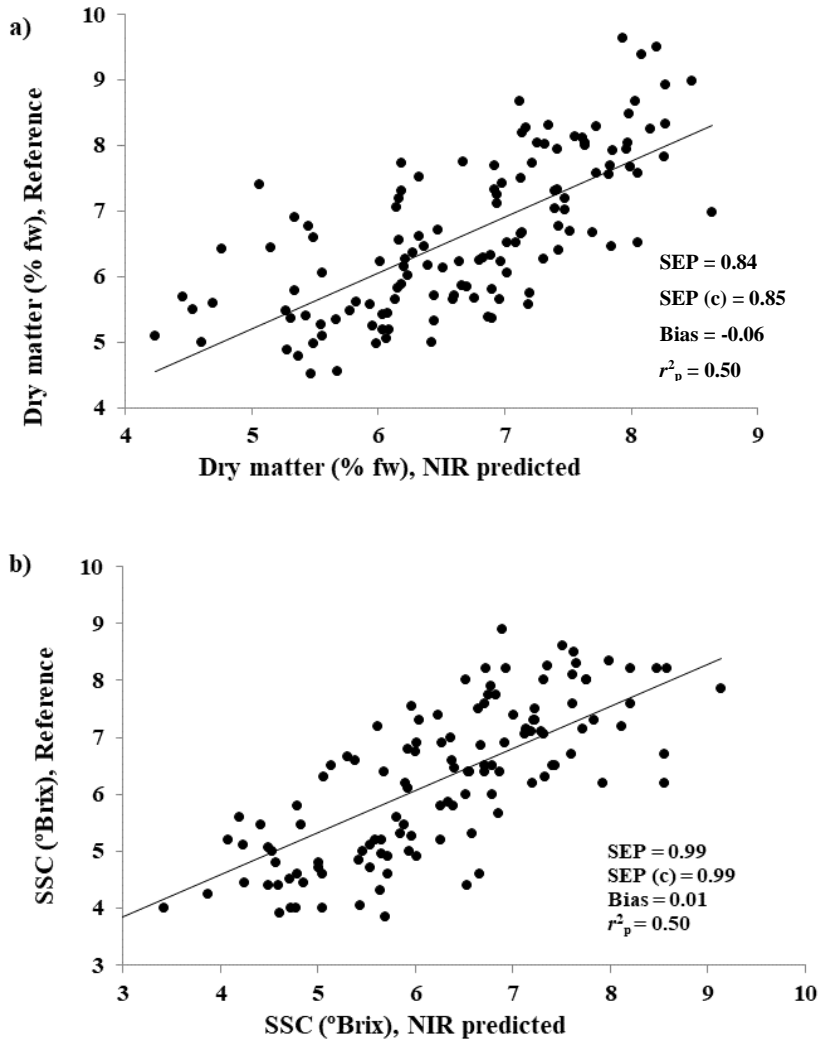 a)
Dry matter (% fw), Reference
10
9
8
7
6
5
4
SEP = 0.84
SEP (c) = 0.85
Bias = -0.06
r²p = 0.50
4 5 6 7 8 9
Dry matter (% fw), NIR predicted
b)
SSC (ºBrix), Reference
10
9
8
7
6
5
4
3
SEP = 0.99
SEP (c) = 0.99
Bias = 0.01
r²p = 0.50
3 4 5 6 7 8 9 10
SSC (ºBrix), NIR predicted